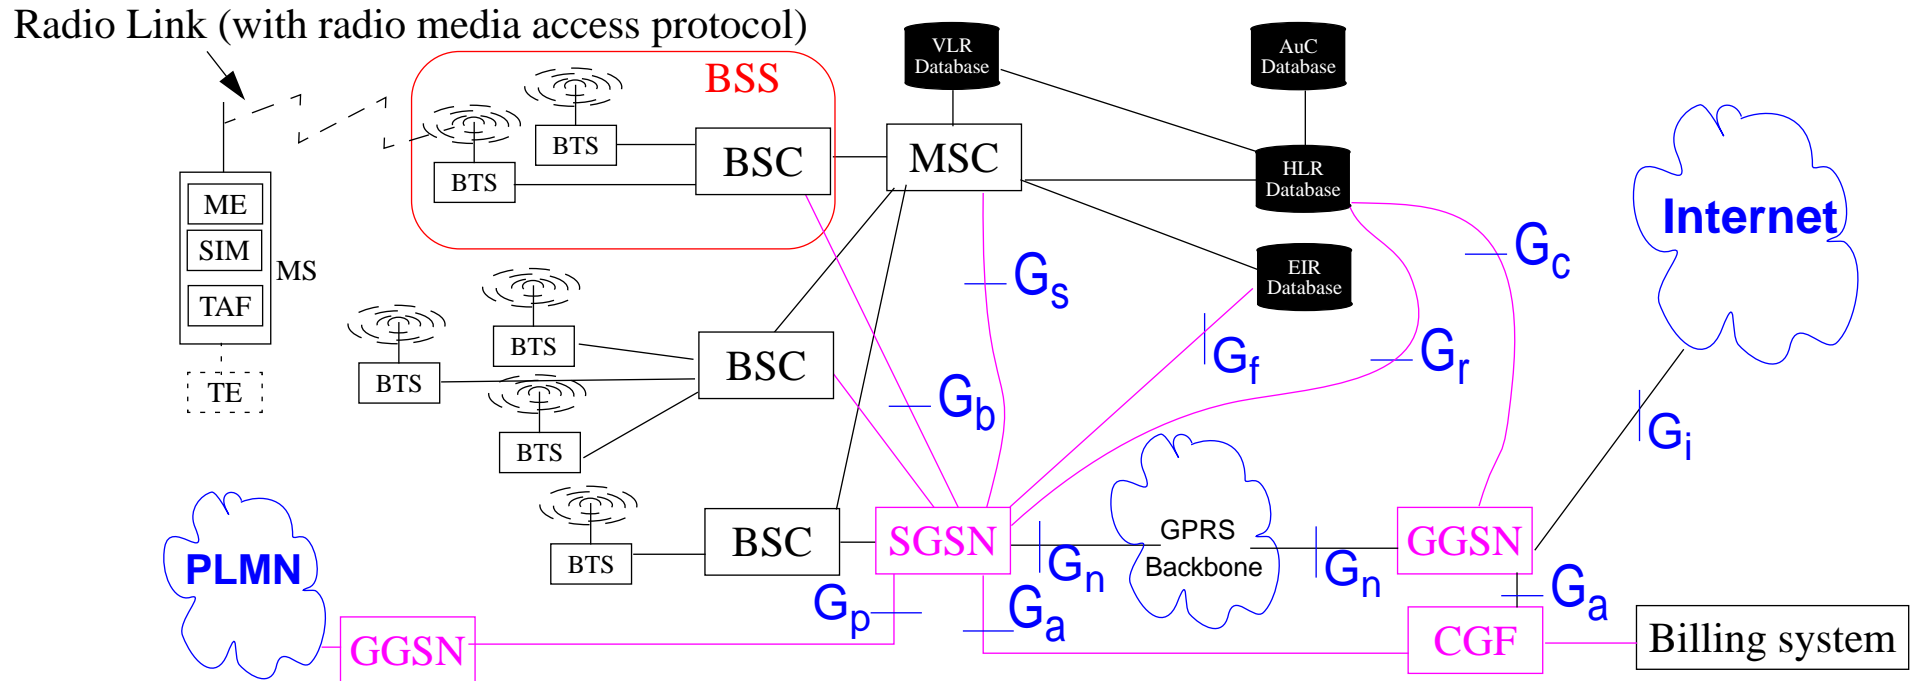 Radio Link (with radio media access protocol)
BSS
VLR
Database
AuC
Database
BTS
BTS
BSC
MSC
HLR
Database
ME
SIM
TAF
MS
TE
Internet
EIR
Database
Gs
Gc
BTS
BTS
BTS
BSC
Gb
Gf
Gr
Gi
PLMN
GGSN
BTS
BSC
SGSN
Gn
GPRS
Backbone
Gn
GGSN
Gp
Ga
Ga
CGF
Billing system